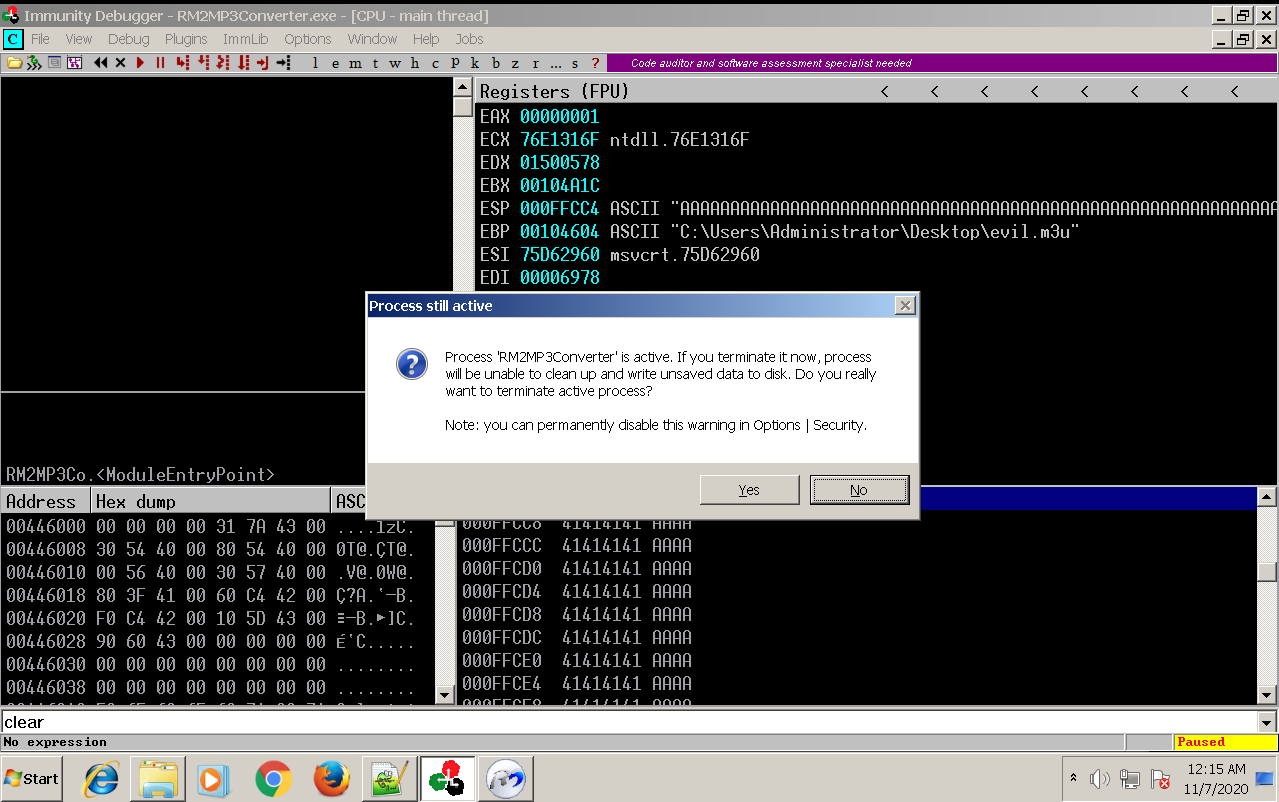 Immunity Debugger - RM2MP3Converter.exe - [CPU - main thread]
C File View Debug Plugins ImmLib Options Window Help Jobs
l e m t w h c p k b z r ... s ? Code auditor and software assessment specialist needed
Registers (FPU) < < < < < < < <
EAX 00000001
ECX 76E1316F ntdll.76E1316F
EDX 01500578
EBX 00104A1C
ESP 000FFCC4 ASCII "AAAAAAAAAAAAAAAAAAAAAAAAAAAAAAAAAAAAAAAAAAAAAAAAAAAAAAAAAAAA
EBP 00104604 ASCII "C:\Users\Administrator\Desktop\evil.m3u"
ESI 75D62960 msvcrt.75D62960
EDI 00006978
Process still active
Process 'RM2MP3Converter' is active. If you terminate it now, process
will be unable to clean up and write unsaved data to disk. Do you really
want to terminate active process?
Note: you can permanently disable this warning in Options | Security.
Yes No
RM2MP3Co.<ModuleEntryPoint>
Address Hex dump ASC
00446000 00 00 00 00 31 7A 43 00 ....1zC.
00446008 30 54 40 00 80 54 40 00 0T@.ÇT@.
00446010 00 56 40 00 30 57 40 00 .V@.0W@.
00446018 80 3F 41 00 60 C4 42 00 Ç?A.`─B.
00446020 F0 C4 42 00 10 5D 43 00 ≡─B.►]C.
00446028 90 60 43 00 00 00 00 00 É`C.....
00446030 00 00 00 00 00 00 00 00 ........
00446038 00 00 00 00 00 00 00 00 ........
000FFCC8 41414141 AAAA
000FFCCC 41414141 AAAA
000FFCD0 41414141 AAAA
000FFCD4 41414141 AAAA
000FFCD8 41414141 AAAA
000FFCDC 41414141 AAAA
000FFCE0 41414141 AAAA
000FFCE4 41414141 AAAA
000FFCE8 41414141 AAAA
clear
No expression Paused
Start 12:15 AM
11/7/2020